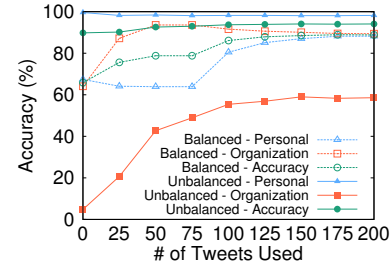 100
80
60
40
20
0
Accuracy (%)
Balanced - Personal
Balanced - Organization
Balanced - Accuracy
Unbalanced - Personal
Unbalanced - Organization
Unbalanced - Accuracy
0 25 50 75 100 125 150 175 200
# of Tweets Used